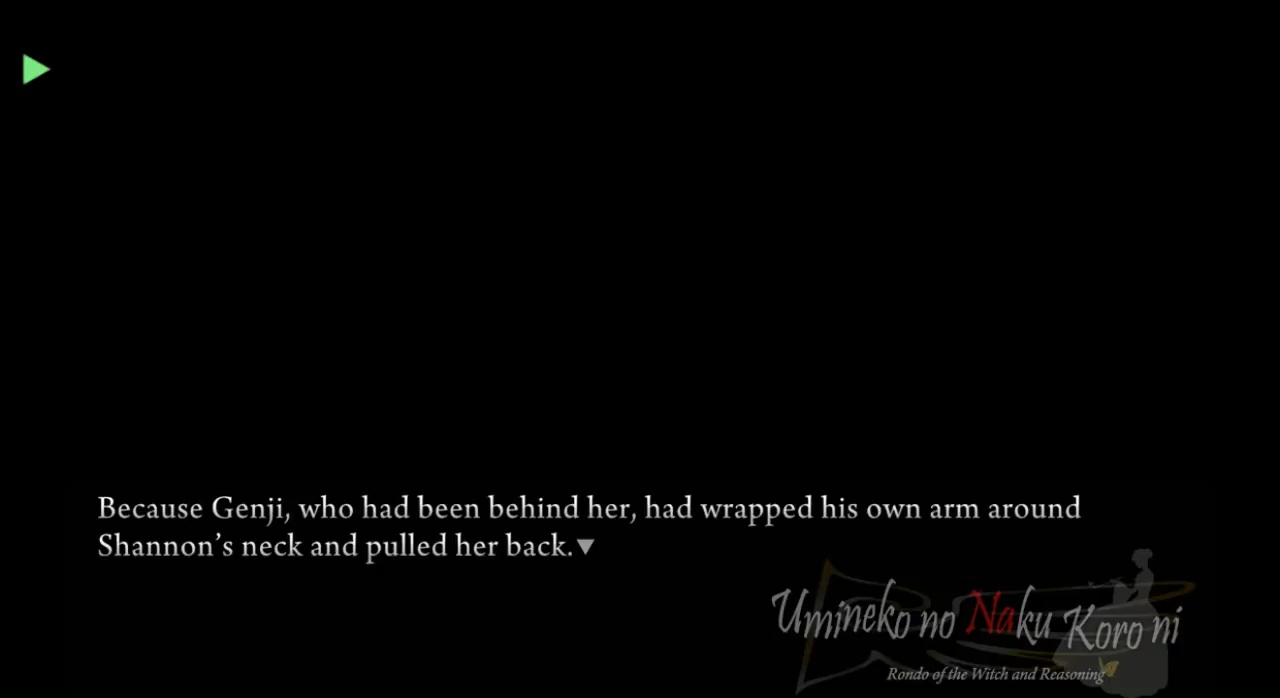 Because Genji, who had been behind her, had wrapped his own arm around
Shannon's neck and pulled her back.
Umineko no Naku Koro ni
Rondo of the Witch and Reasoning